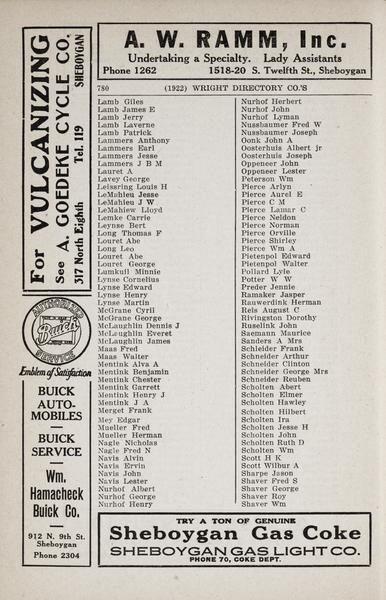 For VULCANIZING
See A. GOEDEKE CYCLE CO.
317 North Eighth Tel. 119 SHEBOYGAN
AUTHORIZED
Buick
SERVICE
Emblem of Satisfaction
BUICK
AUTO-
MOBILES
BUICK
SERVICE
Wm.
Hamacheck
Buick Co.
912 N. 9th St.
Sheboygan
Phone 2304
A. W. RAMM, Inc.
Undertaking a Specialty. Lady Assistants
Phone 1262 1518-20 S. Twelfth St., Sheboygan
780 (1922) WRIGHT DIRECTORY CO.'S
Lamb Giles
Lamb James E
Lamb Jerry
Lamb Laverne
Lamb Patrick
Lammers Anthony
Lammers Earl
Lammers Jesse
Lammers J B M
Lauret A
Lavey George
Leissring Louis H
LeMahieu Jesse
LeMahieu J W
LeMahiew Lloyd
Lemke Carrie
Leynse Bert
Long Thomas F
Louret Abe
Long Leo
Louret Abe
Louret George
Lumkull Minnie
Lynse Cornelius
Lynse Edward
Lynse Henry
Lynse Martin
McGrane Cyril
McGrane George
McLaughlin Dennis J
McLaughlin Everet
McLaughlin James
Maas Fred
Maas Walter
Mentink Alva A
Mentink Benjamin
Mentink Chester
Mentink Garrett
Mentink Henry J
Mentink J A
Merget Frank
Mey Edgar
Mueller Fred
Mueller Herman
Nagle Nicholas
Nagle Fred N
Navis Alvin
Navis Ervin
Navis John
Navis Lester
Nurhof Albert
Nurhof George
Nurhof Henry
Nurhof Herbert
Nurhof John
Nurhof Lyman
Nussbaumer Fred W
Nussbaumer Joseph
Oonk John A
Oosterhuis Albert jr
Oosterhuis Joseph
Oppeneer John
Oppeneer Lester
Peterson Wm
Pierce Arlyn
Pierce Aurel E
Pierce C M
Pierce Lamar C
Pierce Neldon
Pierce Norman
Pierce Orville
Pierce Shirley
Pierce Wm A
Pietenpol Edward
Pietenpol Walter
Pollard Lyle
Potter W W
Preder Jennie
Ramaker Jasper
Rauwerdink Herman
Reis August C
Rivingston Dorothy
Ruselink John
Saemann Maurice
Sanders A Mrs
Schleider Frank
Schneider Arthur
Schneider Clinton
Schneider George Mrs
Schneider Reuben
Scholten Abert
Scholten Elmer
Scholten Hawley
Scholten Hilbert
Scholten Ira
Scholten Jesse H
Scholten John
Scholten Ruth D
Scholten Wm
Scott H K
Scott Wilbur A
Sharpe Jason
Shaver Fred S
Shaver George
Shaver Roy
Shaver Wm
TRY A TON OF GENUINE
Sheboygan Gas Coke
SHEBOYGAN GAS LIGHT CO.
PHONE 70, COKE DEPT.